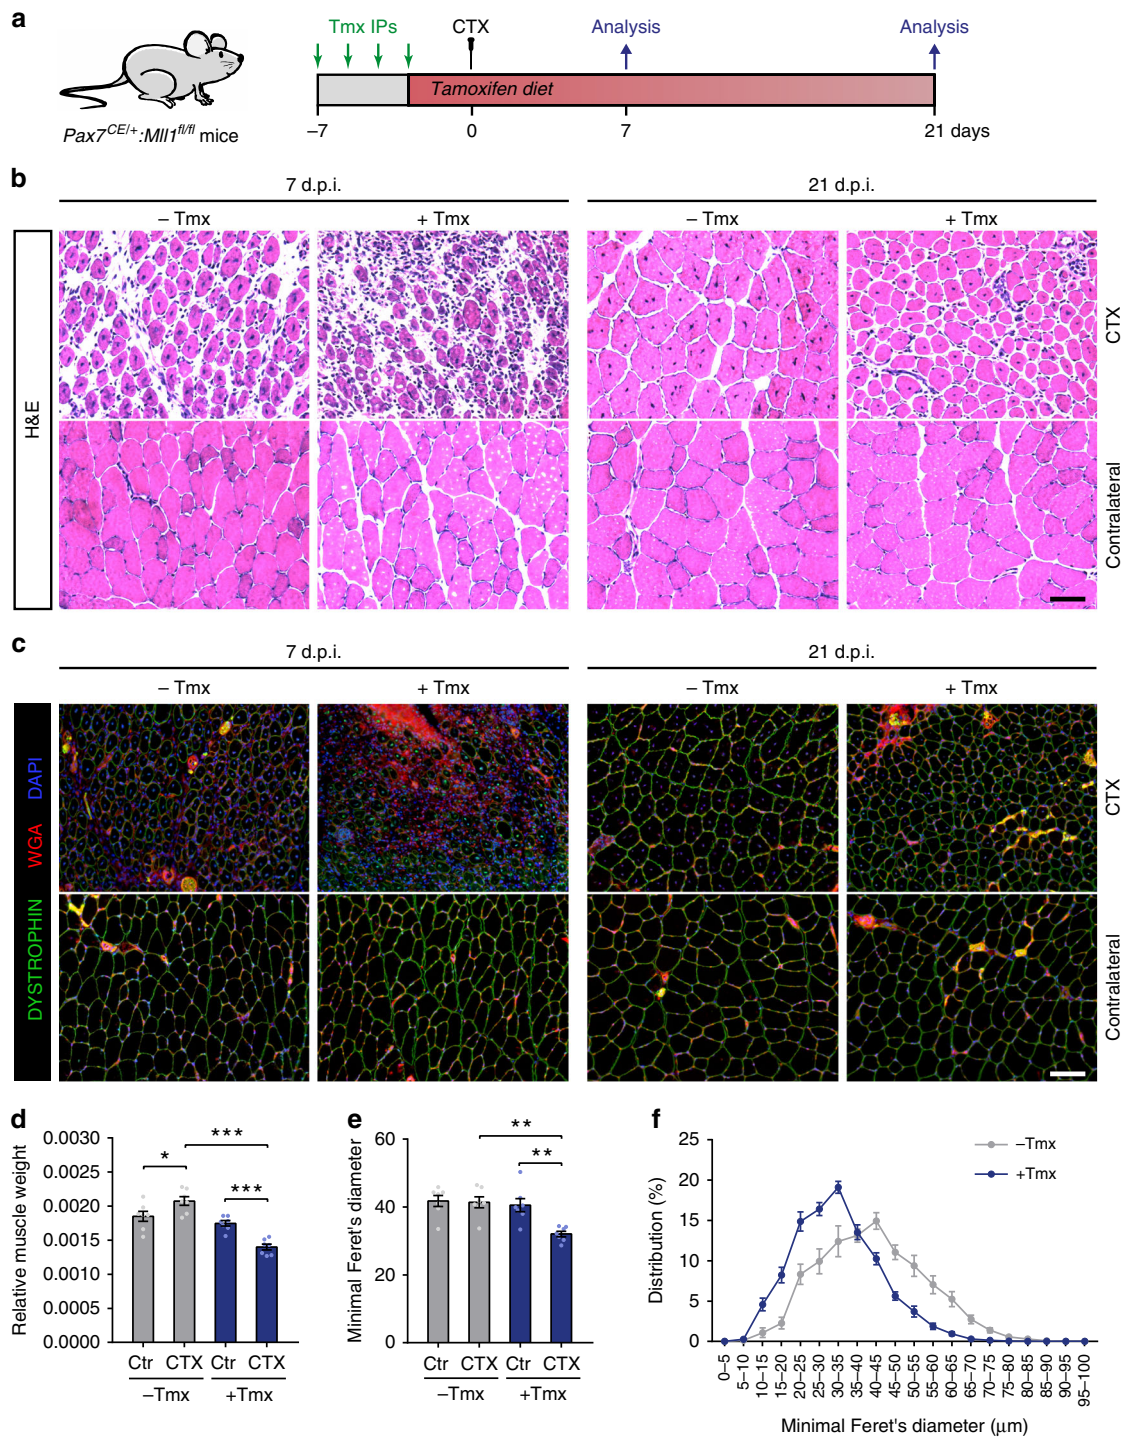 a
Tmx IPs
CTX
Analysis
Analysis
Tamoxifen diet
Pax7CE/+:Mll1fl/fl mice
–7
0
7
21 days
b
7 d.p.i.
21 d.p.i.
– Tmx
+ Tmx
– Tmx
+ Tmx
H&E
CTX
Contralateral
c
7 d.p.i.
21 d.p.i.
– Tmx
+ Tmx
– Tmx
+ Tmx
DYSTROPHIN WGA DAPI
CTX
Contralateral
d
Relative muscle weight
0.0030
0.0025
0.0020
0.0015
0.0010
0.0005
0.0000
*
***
***
Ctr
CTX
Ctr
CTX
–Tmx
+Tmx
e
Minimal Feret's diameter
60
40
20
0
**
**
Ctr
CTX
Ctr
CTX
–Tmx
+Tmx
f
Distribution (%)
25
20
15
10
5
0
–Tmx
+Tmx
0–5
5–10
10–15
15–20
20–25
25–30
30–35
35–40
40–45
45–50
50–55
55–60
60–65
65–70
70–75
75–80
80–85
85–90
90–95
95–100
Minimal Feret's diameter (μm)